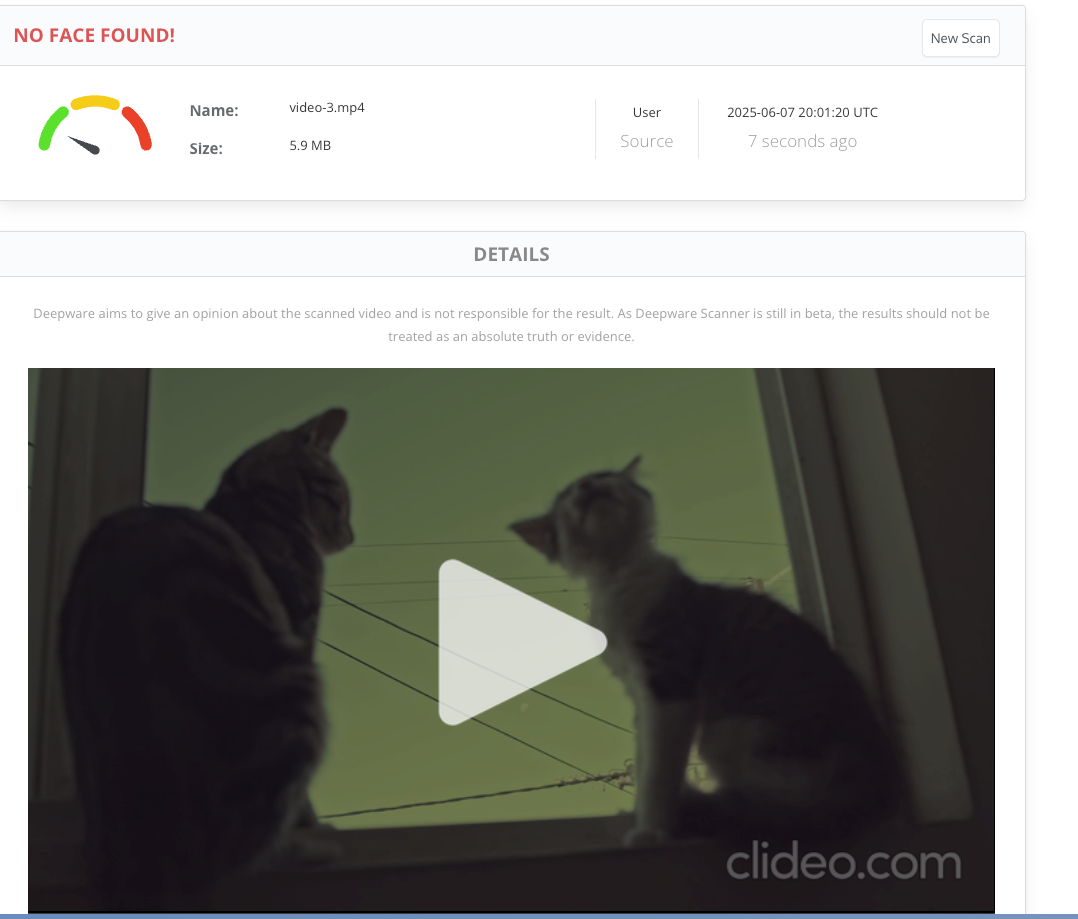 NO FACE FOUND!
New Scan
Name:
video-3.mp4
Size:
5.9 MB
User
Source
2025-06-07 20:01:20 UTC
7 seconds ago
DETAILS
Deepware aims to give an opinion about the scanned video and is not responsible for the result. As Deepware Scanner is still in beta, the results should not be
treated as an absolute truth or evidence.
clideo.com